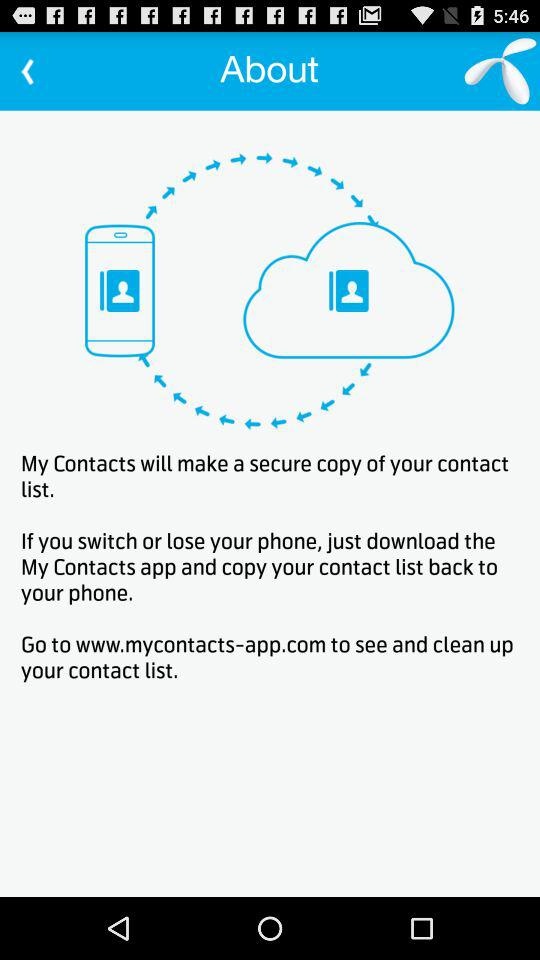 5:46
About
My Contacts will make a secure copy of your contact
list.
If you switch or lose your phone, just download the
My Contacts app and copy your contact list back to
your phone.
Go to www.mycontacts-app.com to see and clean up
your contact list.